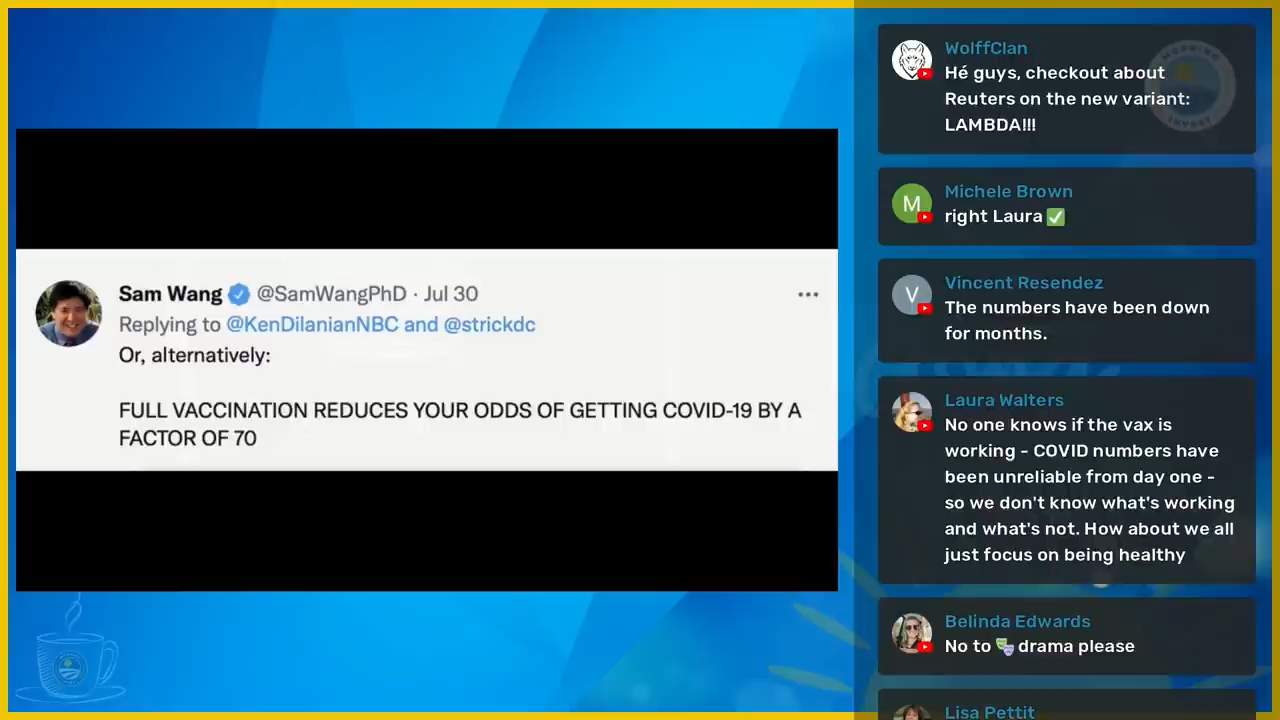 Sam Wang @SamWangPhD · Jul 30
Replying to @KenDilanianNBC and @strickdc
Or, alternatively:
FULL VACCINATION REDUCES YOUR ODDS OF GETTING COVID-19 BY A
FACTOR OF 70
WolffClan
Hé guys, checkout about
Reuters on the new variant:
LAMBDA!!!
MORNING
INVEST
M
Michele Brown
right Laura ✅
V
Vincent Resendez
The numbers have been down
for months.
Laura Walters
No one knows if the vax is
working - COVID numbers have
been unreliable from day one -
so we don't know what's working
and what's not. How about we all
just focus on being healthy
Belinda Edwards
No to 🎭 drama please
Lisa Pettit